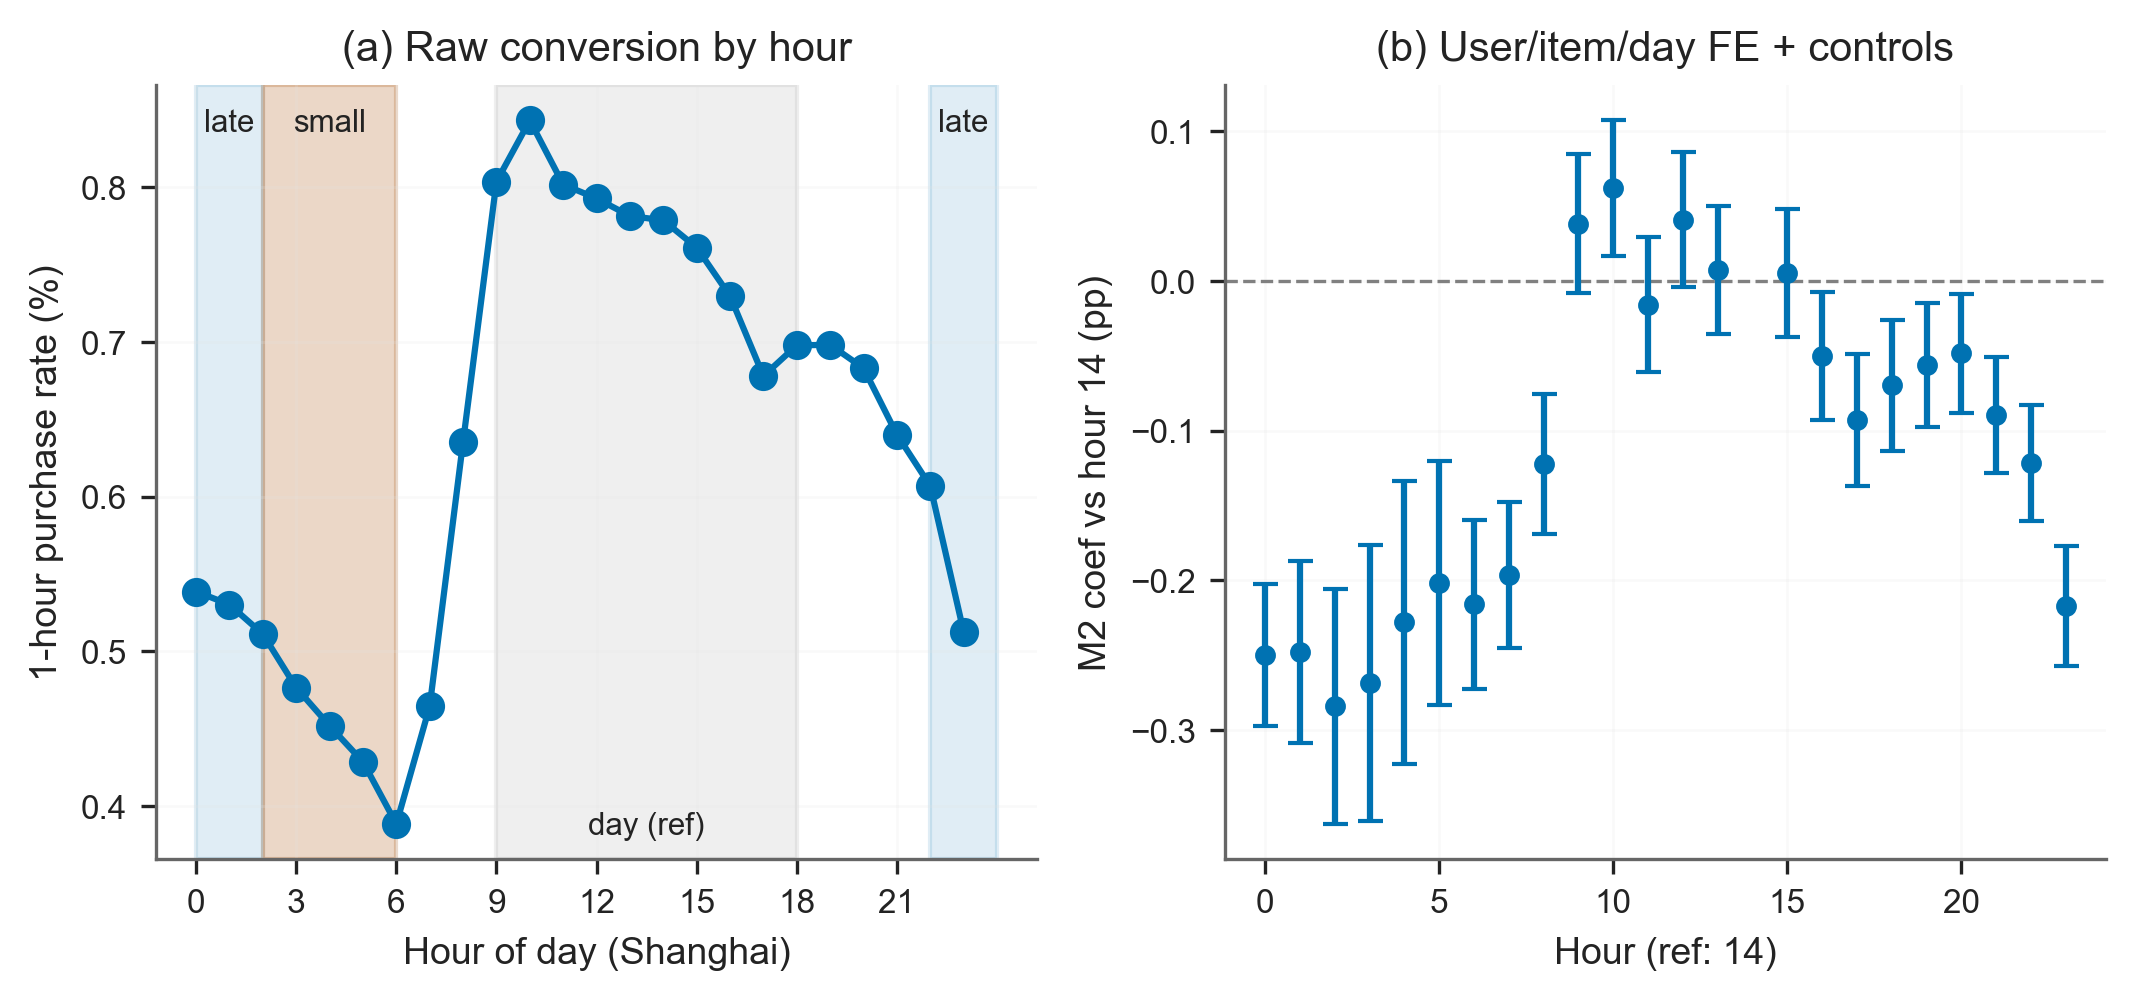 (a) Raw conversion by hour
late
small
late
day (ref)
1-hour purchase rate (%)
0.8
0.7
0.6
0.5
0.4
0 3 6 9 12 15 18 21
Hour of day (Shanghai)
(b) User/item/day FE + controls
M2 coef vs hour 14 (pp)
0.1
0.0
−0.1
−0.2
−0.3
0 5 10 15 20
Hour (ref: 14)